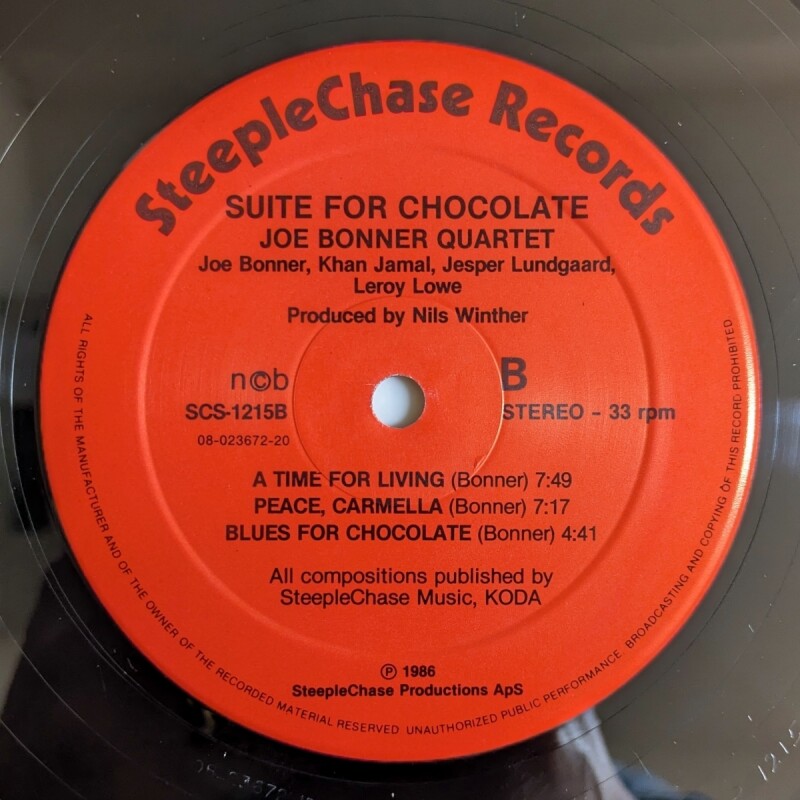 SteepleChase Records
SUITE FOR CHOCOLATE
JOE BONNER QUARTET
Joe Bonner, Khan Jamal, Jesper Lundgaard,
Leroy Lowe
Produced by Nils Winther
n©b
B
SCS-1215B
STEREO - 33 rpm
08-023672-20
A TIME FOR LIVING (Bonner) 7:49
PEACE, CARMELLA (Bonner) 7:17
BLUES FOR CHOCOLATE (Bonner) 4:41
All compositions published by
SteepleChase Music, KODA
℗ 1986
SteepleChase Productions ApS
ALL RIGHTS OF THE MANUFACTURER AND OF THE OWNER OF THE RECORDED MATERIAL RESERVED. UNAUTHORIZED PUBLIC PERFORMANCE. BROADCASTING AND COPYING OF THIS RECORD PROHIBITED